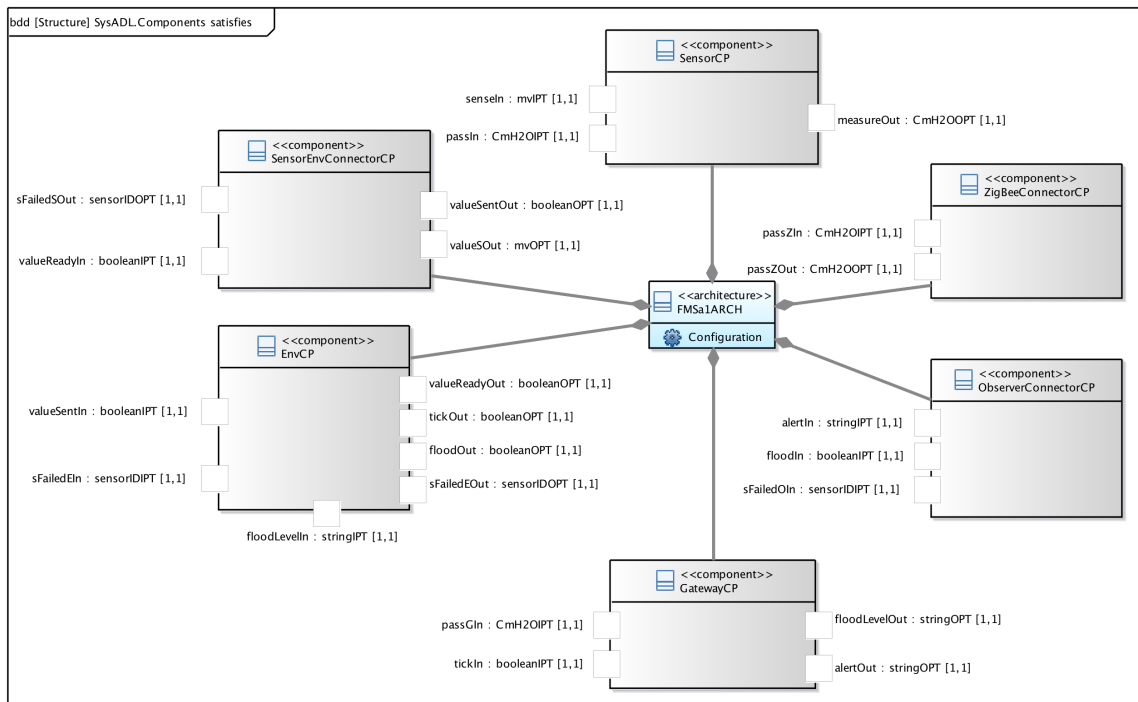 bdd [Structure] SysADL.Components satisfies
<<component>>
SensorCP
senseIn : mvIPT [1,1]
passIn : CmH2OIPT [1,1]
measureOut : CmH2OOPT [1,1]
<<component>>
SensorEnvConnectorCP
sFailedSOut : sensorIDOPT [1,1]
valueReadyIn : booleanIPT [1,1]
valueSentOut : booleanOPT [1,1]
valueSOut : mvOPT [1,1]
<<component>>
ZigBeeConnectorCP
passZIn : CmH2OIPT [1,1]
passZOut : CmH2OOPT [1,1]
<<architecture>>
FMSa1ARCH
Configuration
<<component>>
EnvCP
valueSentIn : booleanIPT [1,1]
sFailedEIn : sensorIDIPT [1,1]
valueReadyOut : booleanOPT [1,1]
tickOut : booleanOPT [1,1]
floodOut : booleanOPT [1,1]
sFailedEOut : sensorIDOPT [1,1]
floodLevelIn : stringIPT [1,1]
<<component>>
ObserverConnectorCP
alertIn : stringIPT [1,1]
floodIn : booleanIPT [1,1]
sFailedOIn : sensorIDIPT [1,1]
<<component>>
GatewayCP
passGIn : CmH2OIPT [1,1]
tickIn : booleanIPT [1,1]
floodLevelOut : stringOPT [1,1]
alertOut : stringOPT [1,1]